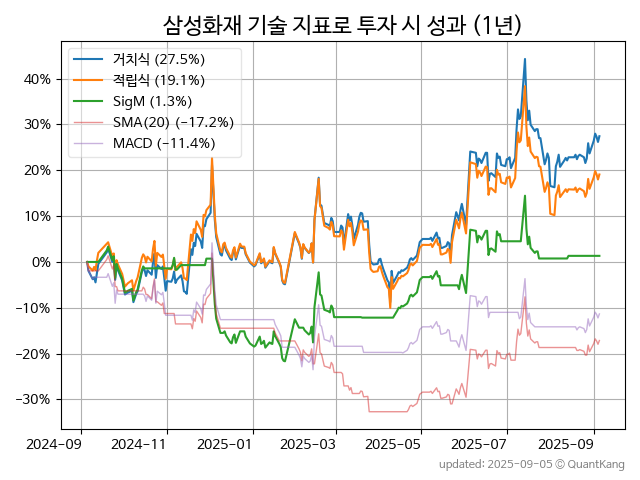 삼성화재 기술 지표로 투자 시 성과 (1년)
거치식 (27.5%)
적립식 (19.1%)
SigM (1.3%)
SMA(20) (−17.2%)
MACD (−11.4%)
40%
30%
20%
10%
0%
−10%
−20%
−30%
2024−09 2024−11 2025−01 2025−03 2025−05 2025−07 2025−09
updated: 2025−09−05 © QuantKang